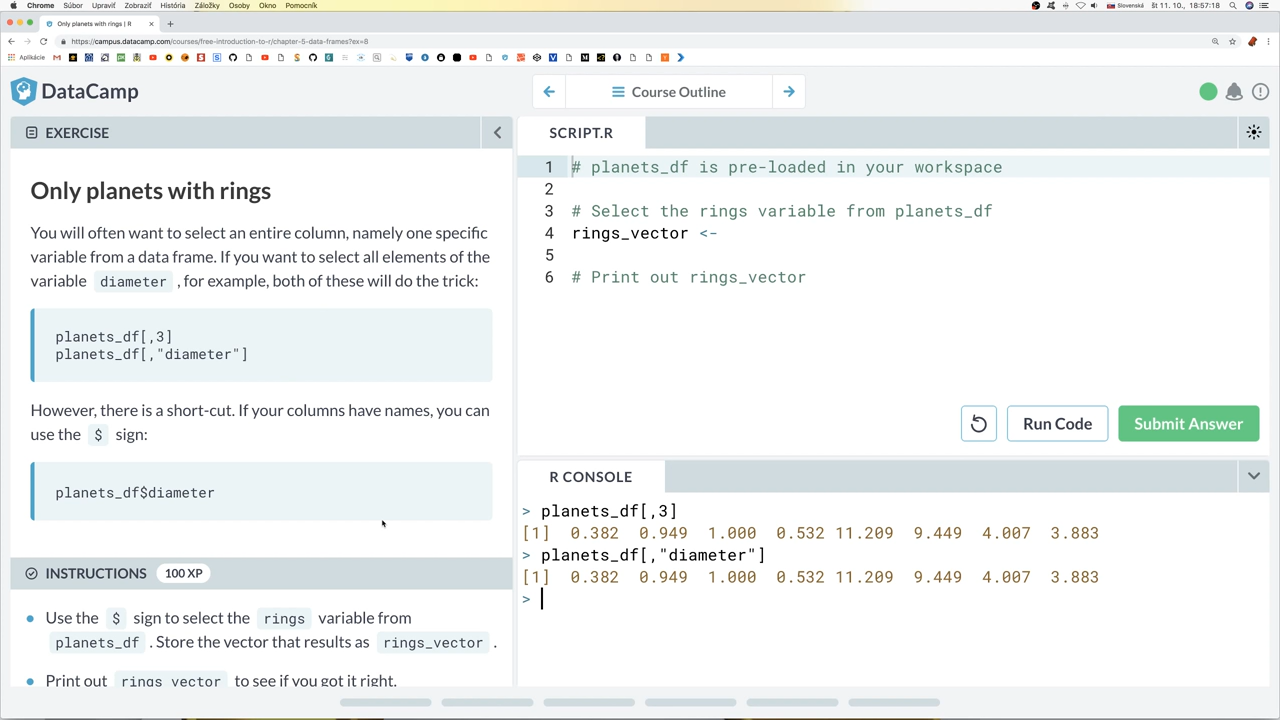 Chrome Súbor Upraviť Zobraziť História Záložky Osoby Okno Pomocník Slovenská št 11. 10., 18:57:18
Only planets with rings | R
https://campus.datacamp.com/courses/free-introduction-to-r/chapter-5-data-frames?ex=8
Aplikácie
DataCamp
Course Outline
EXERCISE
Only planets with rings
You will often want to select an entire column, namely one specific
variable from a data frame. If you want to select all elements of the
variable diameter , for example, both of these will do the trick:
planets_df[,3]
planets_df[,"diameter"]
However, there is a short-cut. If your columns have names, you can
use the $ sign:
planets_df$diameter
INSTRUCTIONS 100 XP
Use the $ sign to select the rings variable from
planets_df . Store the vector that results as rings_vector .
Print out rings_vector to see if you got it right.
SCRIPT.R
1 # planets_df is pre-loaded in your workspace
2
3 # Select the rings variable from planets_df
4 rings_vector <-
5
6 # Print out rings_vector
Run Code
Submit Answer
R CONSOLE
> planets_df[,3]
[1] 0.382 0.949 1.000 0.532 11.209 9.449 4.007 3.883
> planets_df[,"diameter"]
[1] 0.382 0.949 1.000 0.532 11.209 9.449 4.007 3.883
>